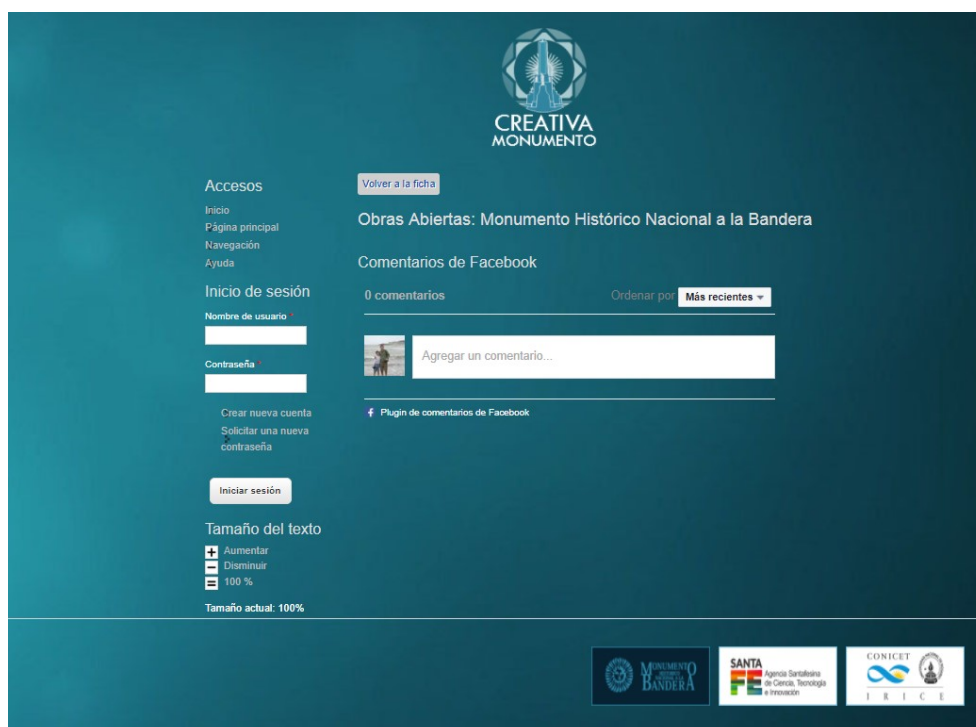 CREATIVA
MONUMENTO
Accesos
Inicio
Página principal
Navegación
Ayuda
Inicio de sesión
Nombre de usuario *
Contraseña *
Crear nueva cuenta
Solicitar una nueva
contraseña
Iniciar sesión
Tamaño del texto
+ Aumentar
− Disminuir
= 100 %
Tamaño actual: 100%
Volver a la ficha
Obras Abiertas: Monumento Histórico Nacional a la Bandera
Comentarios de Facebook
0 comentarios
Ordenar por Más recientes
Agregar un comentario...
Plugin de comentarios de Facebook
MONUMENTO
BANDERA
SANTA
FE
Agencia Santafesina
de Ciencia, Tecnología
e Innovación
CONICET
I R I C E